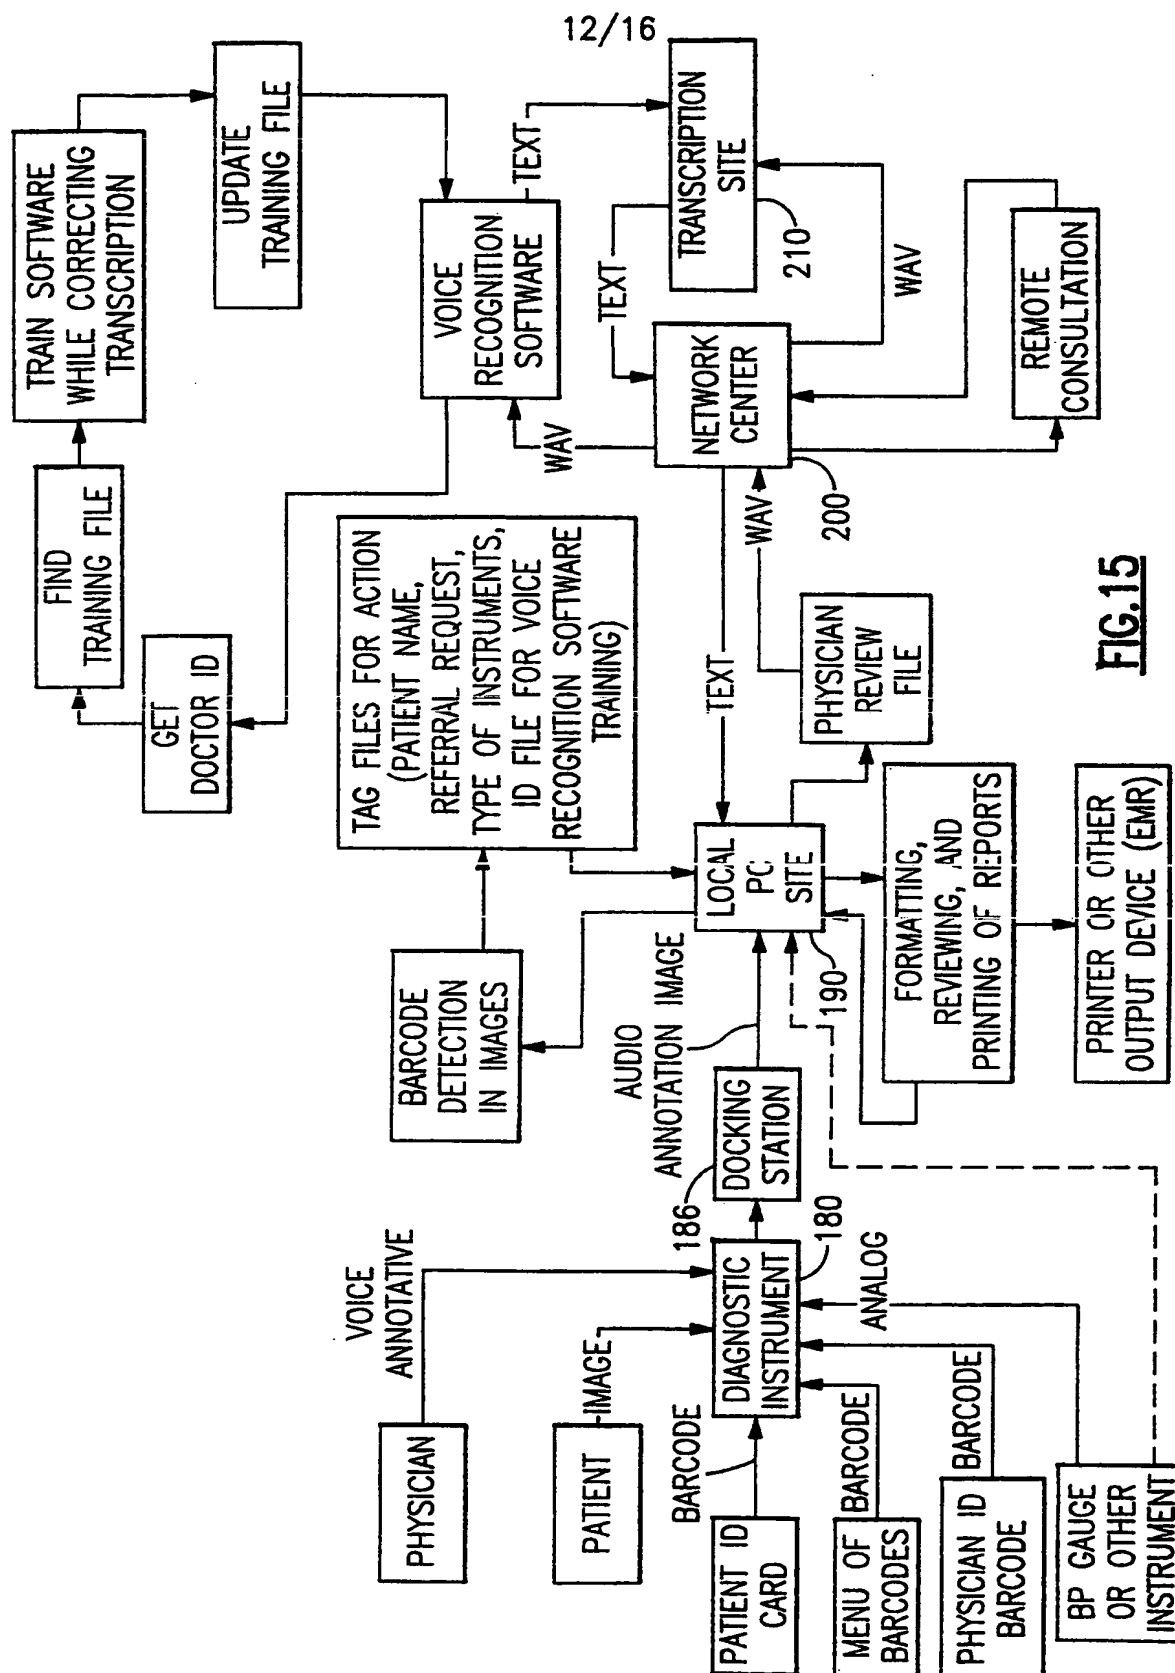 12/16
TRAIN SOFTWARE
WHILE CORRECTING
TRANSCRIPTION
UPDATE
TRAINING FILE
FIND
TRAINING FILE
GET
DOCTOR ID
VOICE
RECOGNITION
SOFTWARE
TEXT
TRANSCRIPTION
SITE
210
TEXT
WAV
NETWORK
CENTER
200
WAV
WAV
REMOTE
CONSULTATION
TAG FILES FOR ACTION
(PATIENT NAME,
REFERRAL REQUEST,
TYPE OF INSTRUMENTS,
ID FILE FOR VOICE
RECOGNITION SOFTWARE
TRAINING)
TEXT
PHYSICIAN
REVIEW
FILE
BARCODE
DETECTION
IN IMAGES
LOCAL
PC
SITE
190
AUDIO
ANNOTATION IMAGE
FORMATTING,
REVIEWING, AND
PRINTING OF REPORTS
PRINTER OR OTHER
OUTPUT DEVICE (EMR)
DOCKING
STATION
186
VOICE
ANNOTATIVE
PHYSICIAN
PATIENT
IMAGE
DIAGNOSTIC
INSTRUMENT
180
ANALOG
BARCODE
PATIENT ID
CARD
BARCODE
MENU OF
BARCODES
BARCODE
PHYSICIAN ID
BARCODE
BP GAUGE
OR OTHER
INSTRUMENT
FIG.15